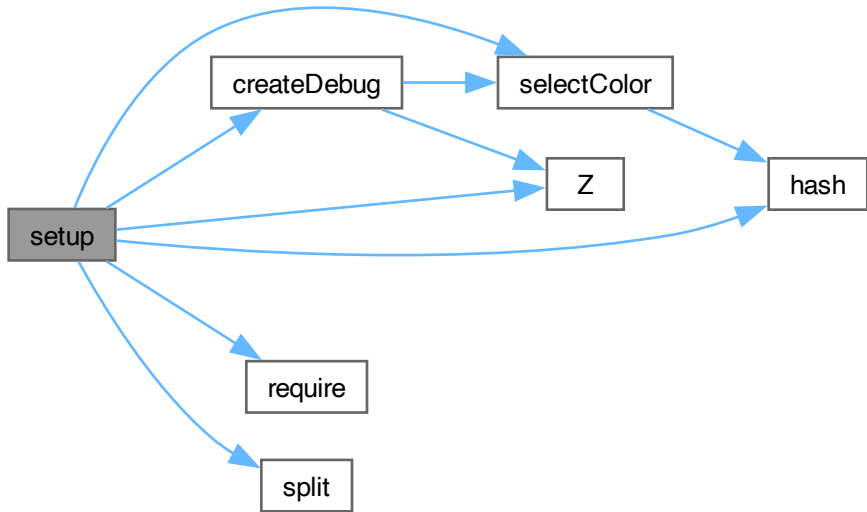 createDebug
selectColor
Z
hash
setup
require
split